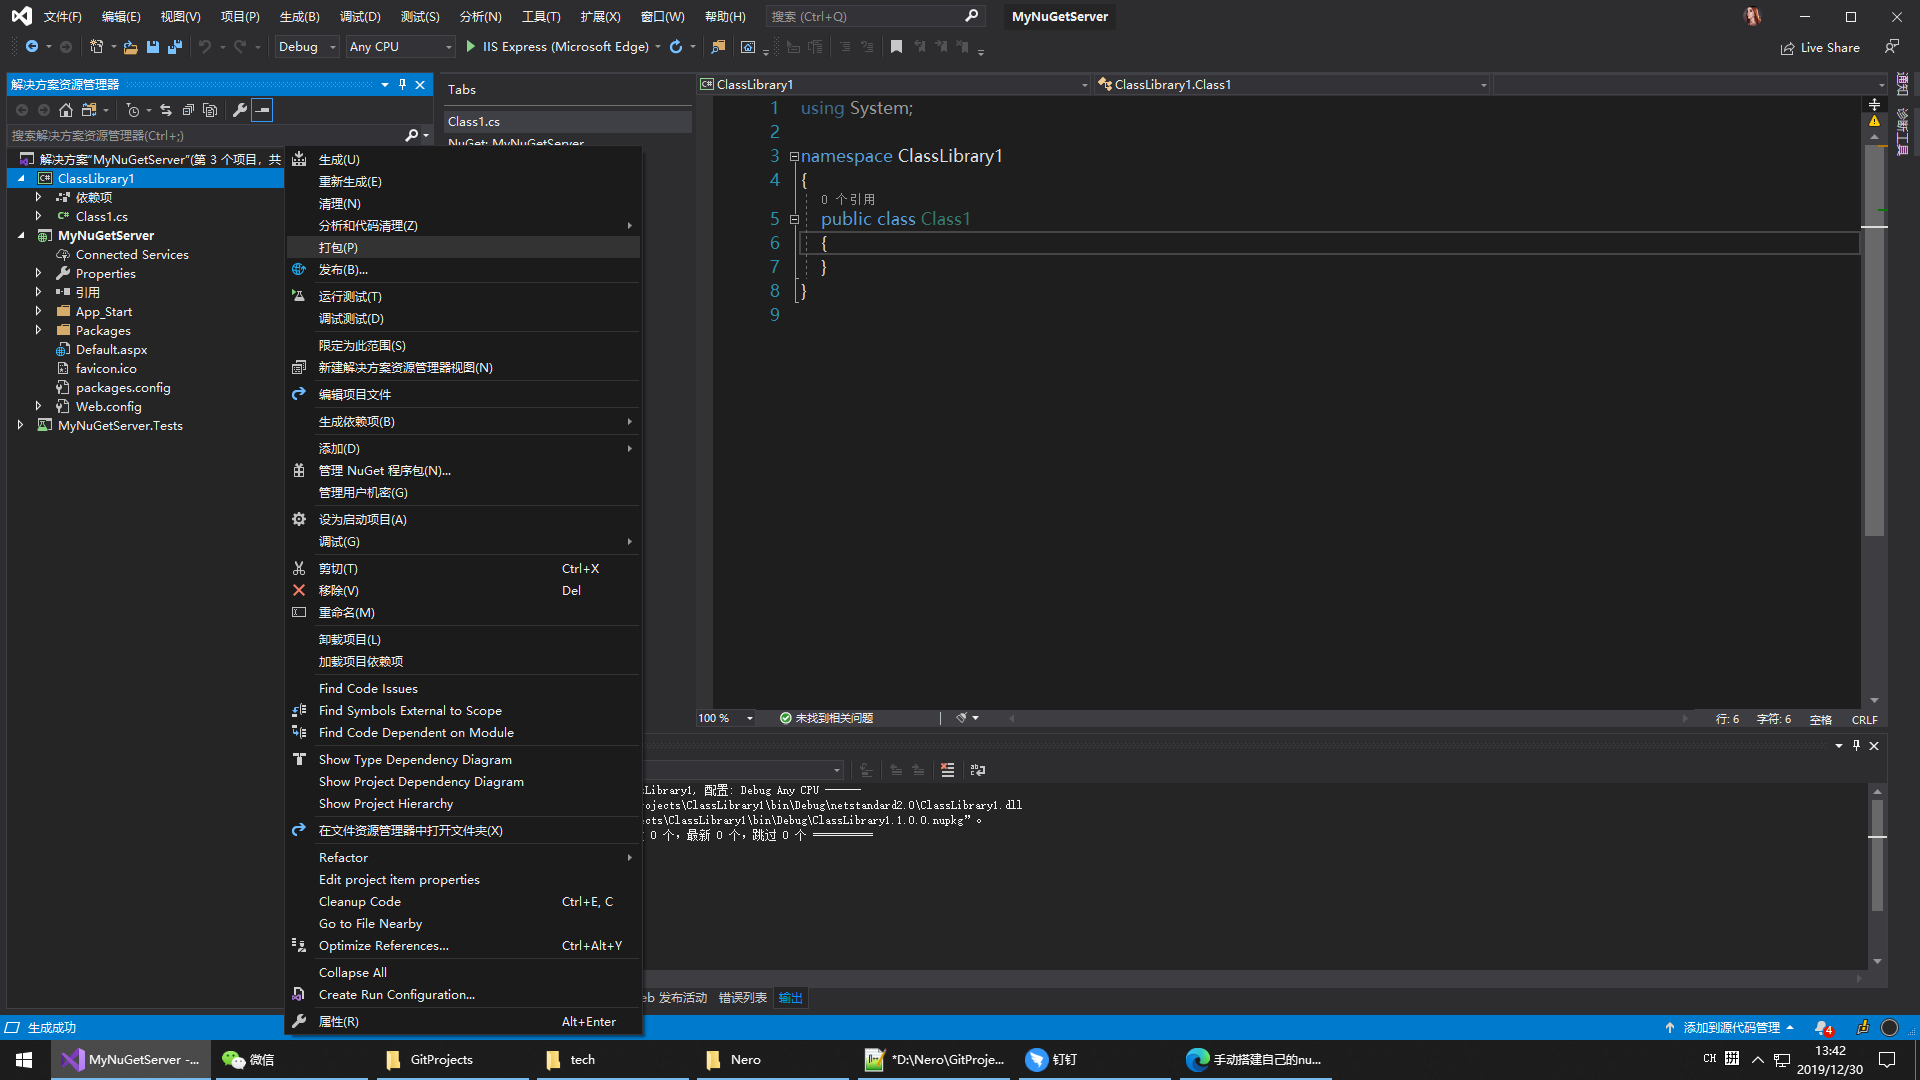 文件(F) 编辑(E) 视图(V) 项目(P) 生成(B) 调试(D) 测试(S) 分析(N) 工具(T) 扩展(X) 窗口(W) 帮助(H) 搜索 (Ctrl+Q) MyNuGetServer
Debug Any CPU IIS Express (Microsoft Edge) Live Share
解决方案资源管理器
搜索解决方案资源管理器(Ctrl+;)
解决方案"MyNuGetServer"(第 3 个项目，共
ClassLibrary1
依赖项
Class1.cs
MyNuGetServer
Connected Services
Properties
引用
App_Start
Packages
Default.aspx
favicon.ico
packages.config
Web.config
MyNuGetServer.Tests
生成(U)
重新生成(E)
清理(N)
分析和代码清理(Z)
打包(P)
发布(B)...
运行测试(T)
调试测试(D)
限定为此范围(S)
新建解决方案资源管理器视图(N)
编辑项目文件
生成依赖项(B)
添加(D)
管理 NuGet 程序包(N)...
管理用户机密(G)
设为启动项目(A)
调试(G)
剪切(T) Ctrl+X
移除(V) Del
重命名(M)
卸载项目(L)
加载项目依赖项
Find Code Issues
Find Symbols External to Scope
Find Code Dependent on Module
Show Type Dependency Diagram
Show Project Dependency Diagram
Show Project Hierarchy
在文件资源管理器中打开文件夹(X)
Refactor
Edit project item properties
Cleanup Code Ctrl+E, C
Go to File Nearby
Optimize References... Ctrl+Alt+Y
Collapse All
Create Run Configuration...
属性(R) Alt+Enter
Tabs
Class1.cs
NuGet: MyNuGetServer
ClassLibrary1 ClassLibrary1.Class1
1 using System;
2
3 namespace ClassLibrary1
4 {
0 个引用
5 public class Class1
6 {
7 }
8 }
9
通知
诊断工具
100 % 未找到相关问题 行: 6 字符: 6 空格 CRLF
sLibrary1, 配置: Debug Any CPU ------
rojects\ClassLibrary1\bin\Debug\netstandard2.0\ClassLibrary1.dll
ects\ClassLibrary1\bin\Debug\ClassLibrary1.1.0.0.nupkg”。
0 个，最新 0 个，跳过 0 个 ==========
eb 发布活动 错误列表 输出
生成成功 添加到源代码管理 4
MyNuGetServer -... 微信 GitProjects tech Nero *D:\Nero\GitProje... 钉钉 手动搭建自己的nu... CH 拼 13:42
2019/12/30